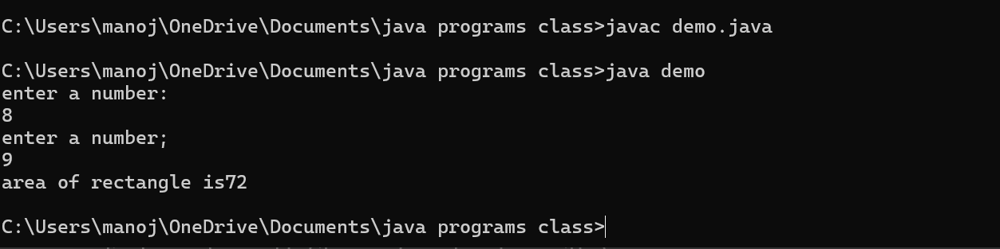 C:\Users\manoj\OneDrive\Documents\java programs class>javac demo.java
C:\Users\manoj\OneDrive\Documents\java programs class>java demo
enter a number:
8
enter a number;
9
area of rectangle is72
C:\Users\manoj\OneDrive\Documents\java programs class>